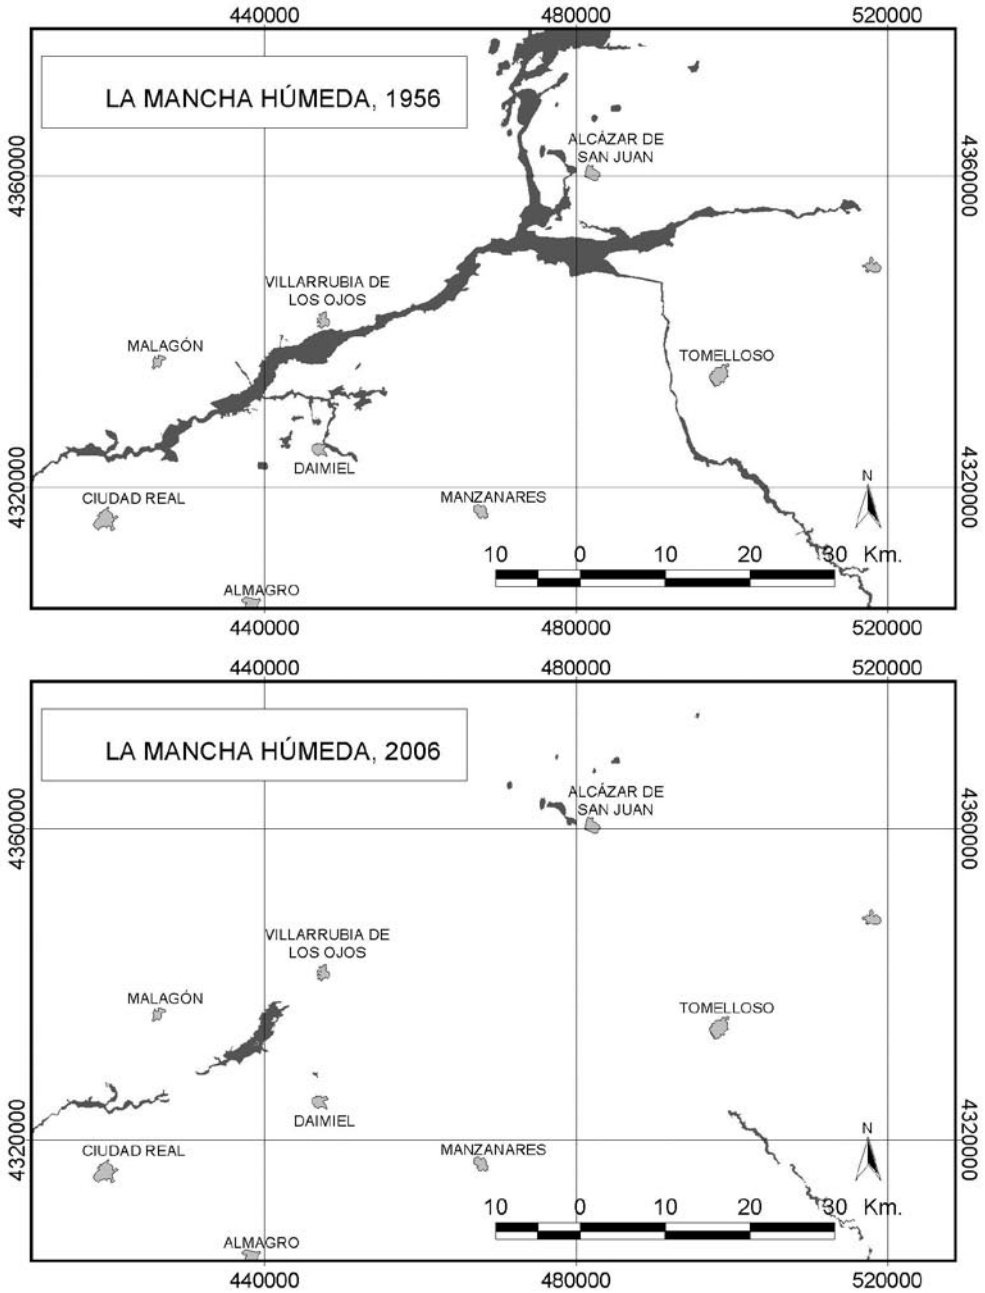 440000 480000 520000
LA MANCHA HÚMEDA, 1956
ALCÁZAR DE
SAN JUAN
4360000 4360000
VILLARRUBIA DE
LOS OJOS
MALAGÓN
TOMELLOSO
DAIMIEL
4320000 4320000
N
CIUDAD REAL
MANZANARES
10 0 10 20 30 Km.
ALMAGRO
440000 480000 520000
440000 480000 520000
LA MANCHA HÚMEDA, 2006
ALCÁZAR DE
SAN JUAN
4360000 4360000
VILLARRUBIA DE
LOS OJOS
MALAGÓN
TOMELLOSO
DAIMIEL
4320000 4320000
N
CIUDAD REAL
MANZANARES
10 0 10 20 30 Km.
ALMAGRO
440000 480000 520000